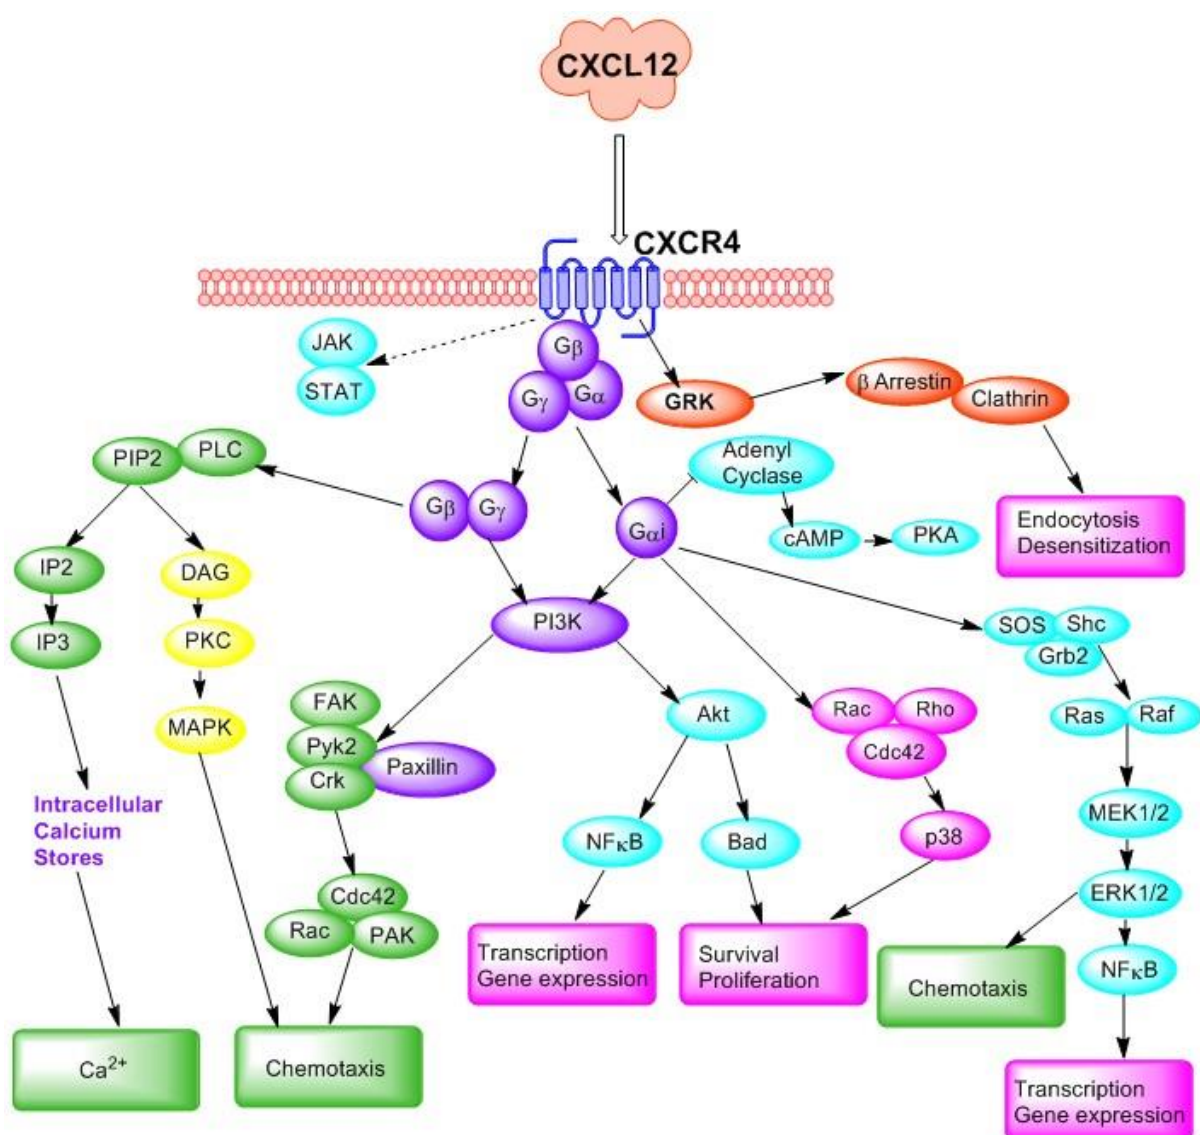 CXCL12
CXCR4
JAK
STAT
Gβ
Gγ
Gα
GRK
β Arrestin
Clathrin
PIP2
PLC
Gβ
Gγ
Gαi
Adenyl
Cyclase
cAMP
PKA
Endocytosis
Desensitization
IP2
DAG
IP3
PKC
PI3K
SOS
Shc
Grb2
MAPK
FAK
Pyk2
Crk
Paxillin
Akt
Rac
Rho
Cdc42
Ras
Raf
Intracellular
Calcium
Stores
NFκB
Bad
p38
MEK1/2
Cdc42
Rac
PAK
ERK1/2
Transcription
Gene expression
Survival
Proliferation
Chemotaxis
NFκB
Ca²⁺
Chemotaxis
Transcription
Gene expression